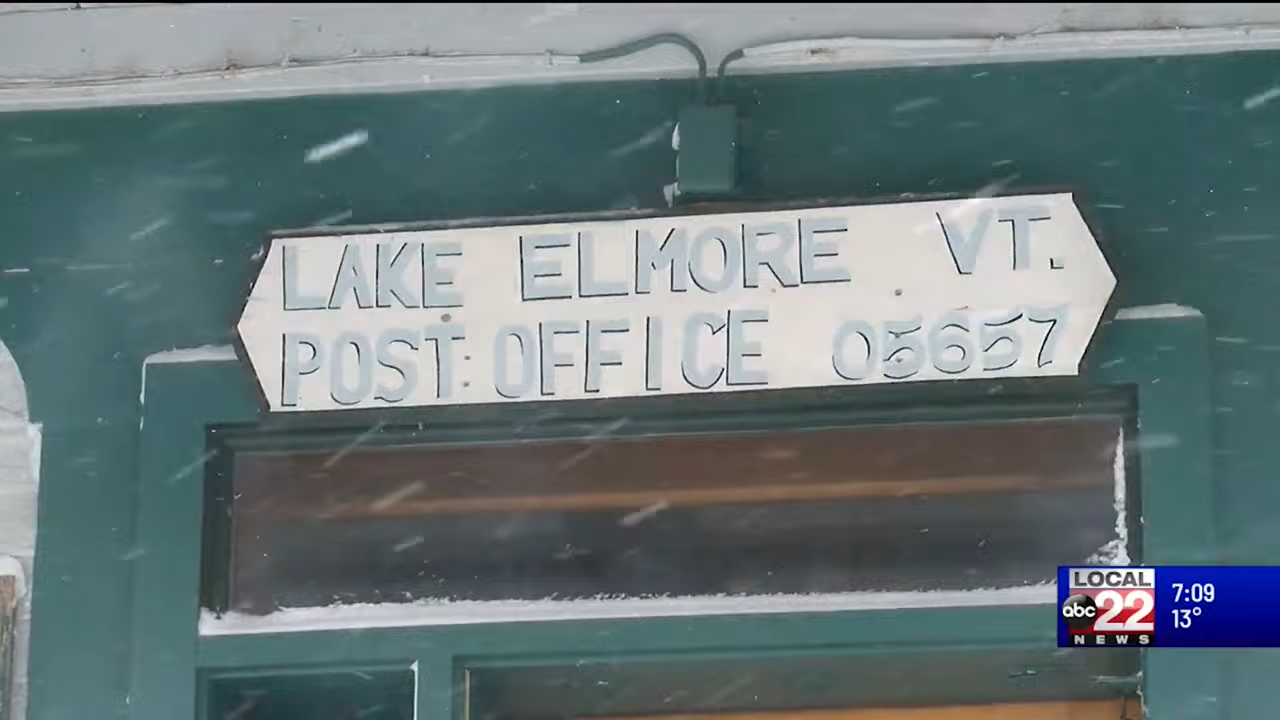 LAKE ELMORE VT.
POST OFFICE 05657
LOCAL
abc 22
NEWS
7:09
13°